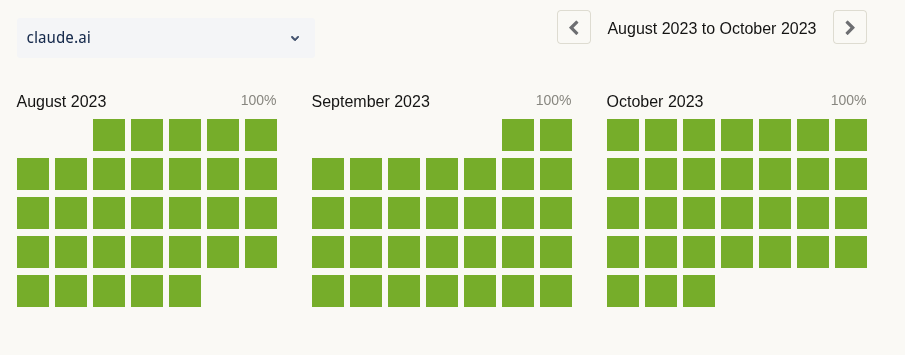 claude.ai
August 2023 to October 2023
August 2023 100%
September 2023 100%
October 2023 100%